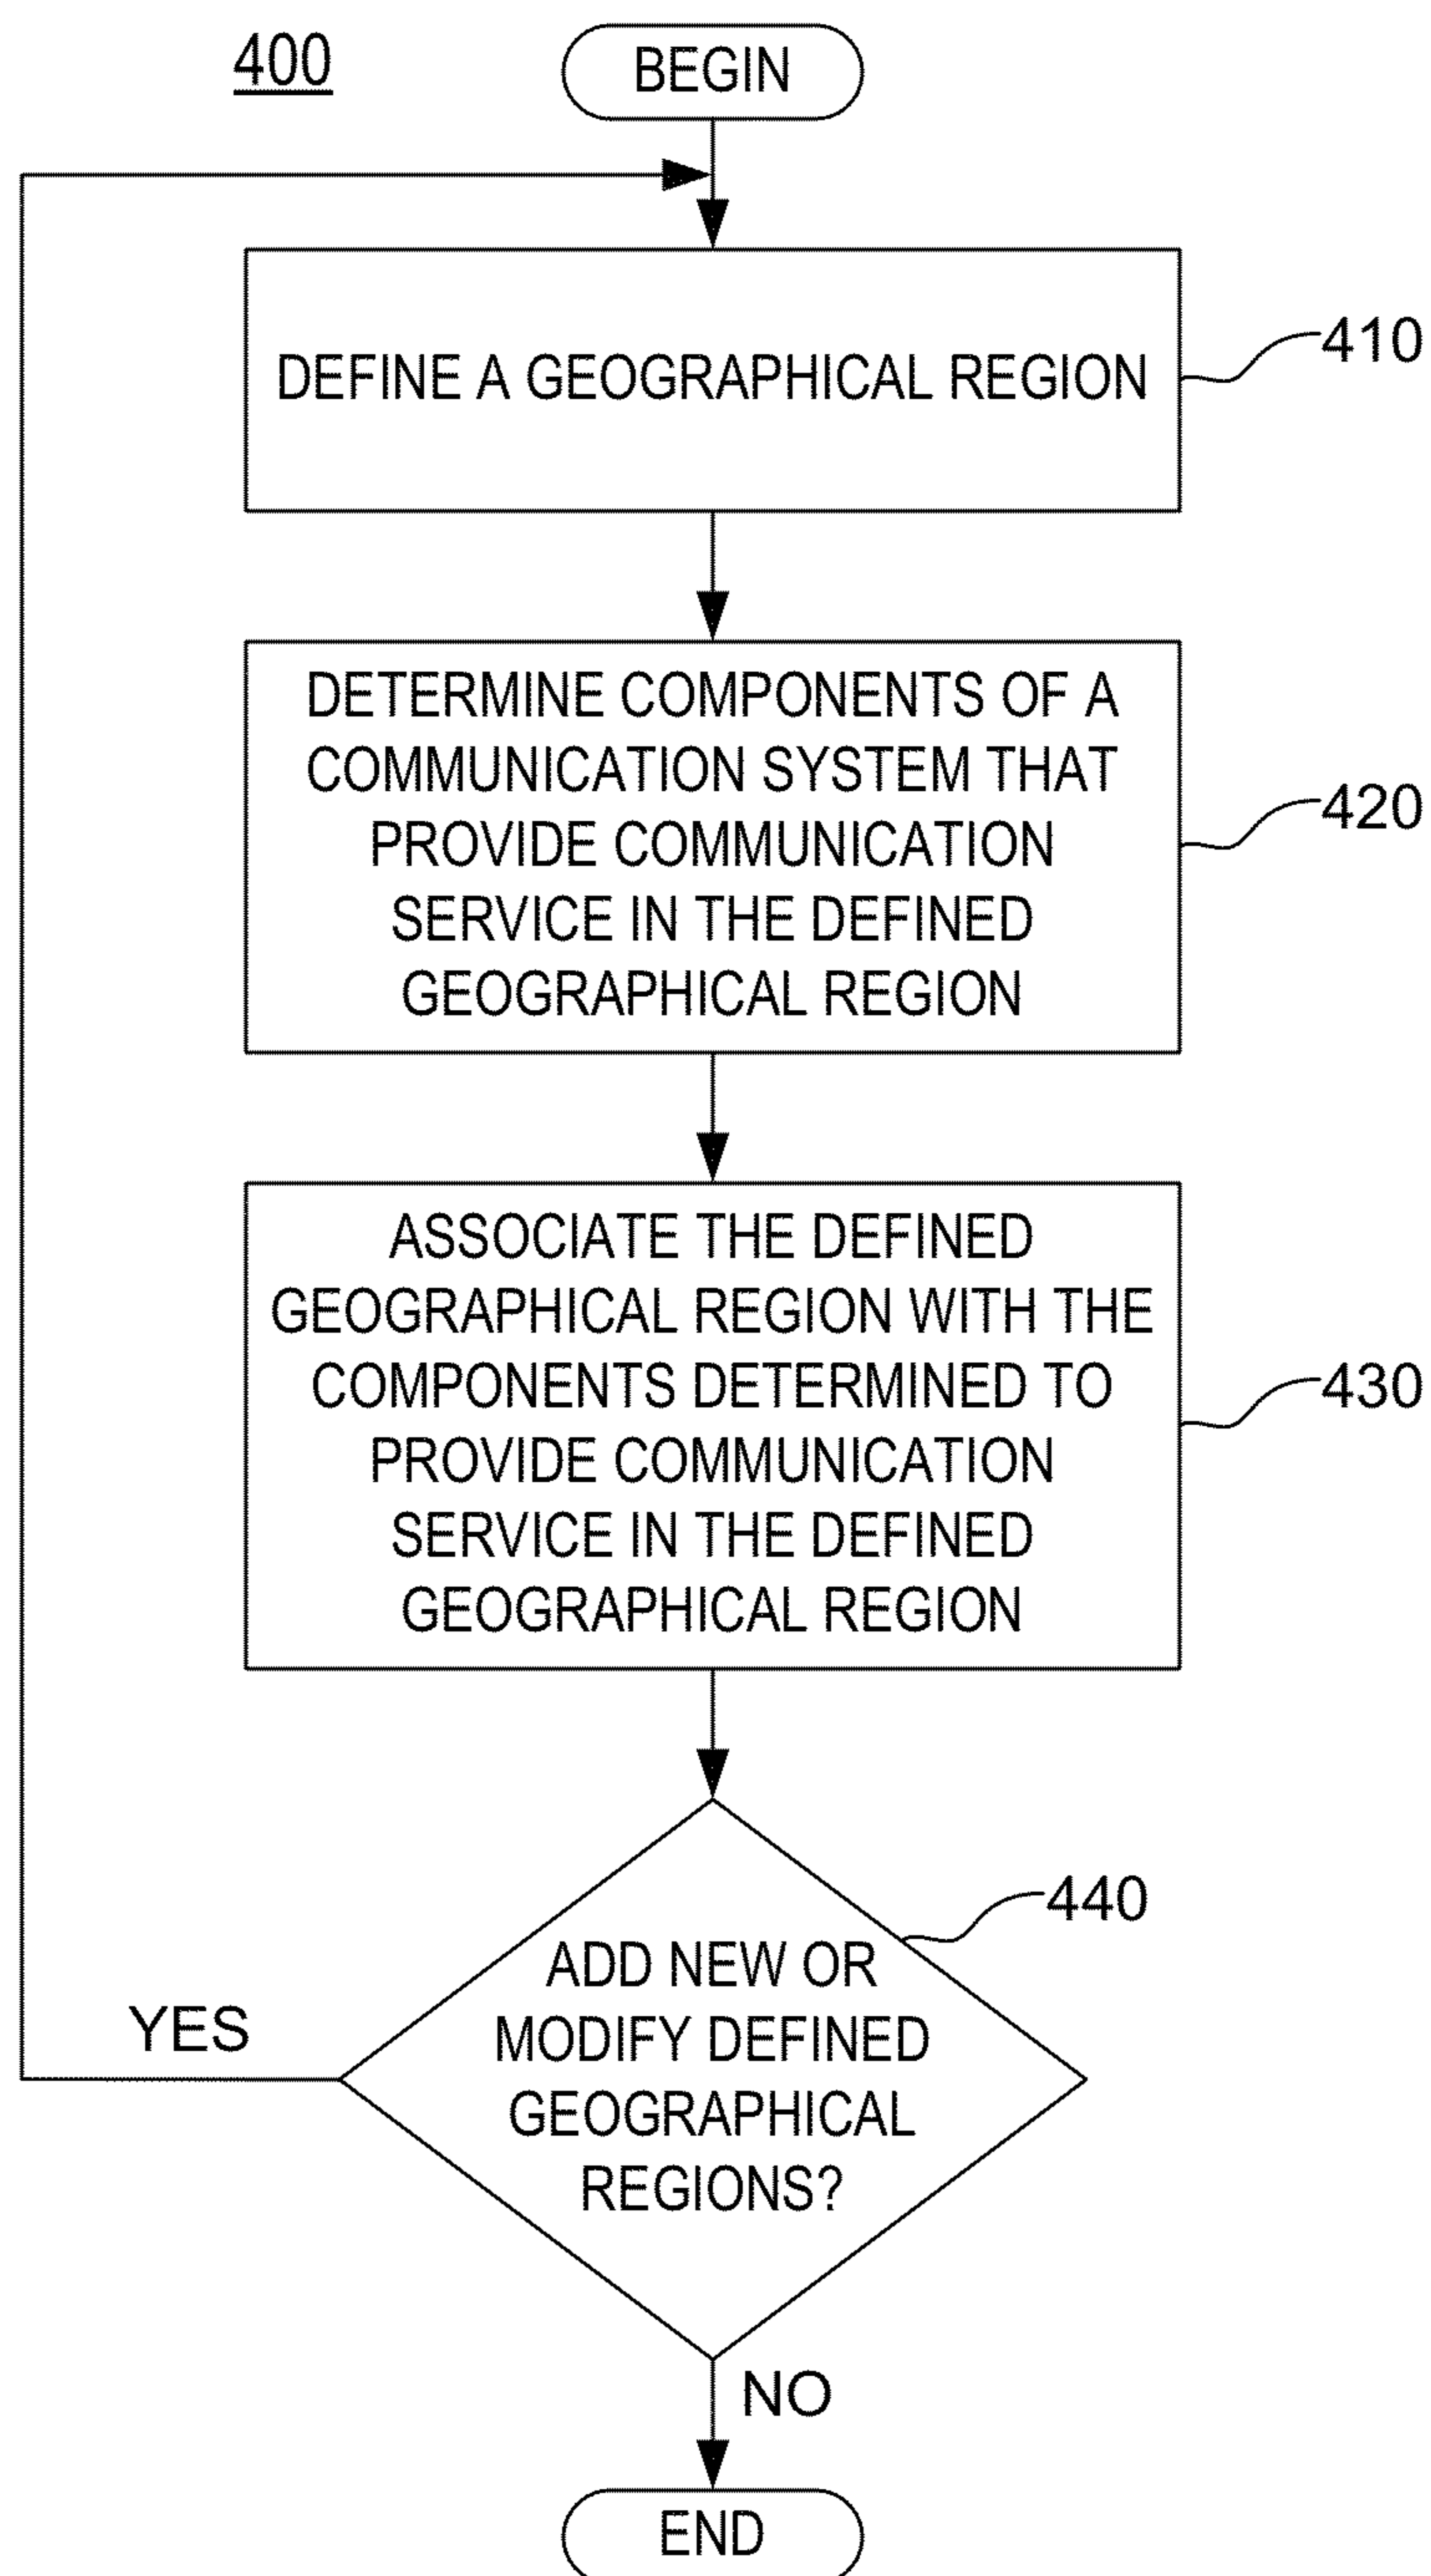 400
BEGIN
DEFINE A GEOGRAPHICAL REGION
410
DETERMINE COMPONENTS OF A
COMMUNICATION SYSTEM THAT
PROVIDE COMMUNICATION
SERVICE IN THE DEFINED
GEOGRAPHICAL REGION
420
ASSOCIATE THE DEFINED
GEOGRAPHICAL REGION WITH THE
COMPONENTS DETERMINED TO
PROVIDE COMMUNICATION
SERVICE IN THE DEFINED
GEOGRAPHICAL REGION
430
440
ADD NEW OR
MODIFY DEFINED
GEOGRAPHICAL
REGIONS?
YES
NO
END